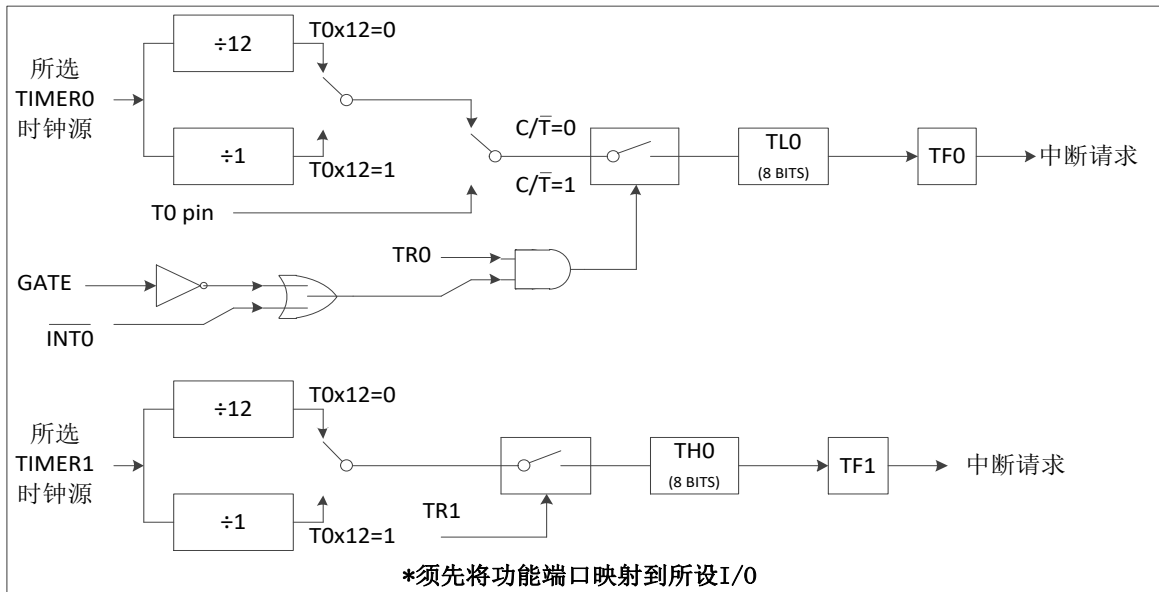 ÷12
T0x12=0
所选
TIMER0
时钟源
÷1
T0x12=1
C/T̅=0
C/T̅=1
T0 pin
TL0
(8 BITS)
TF0
中断请求
TR0
GATE
I̅N̅T̅0̅
÷12
T0x12=0
所选
TIMER1
时钟源
÷1
T0x12=1
TR1
TH0
(8 BITS)
TF1
中断请求
*须先将功能端口映射到所设I/O